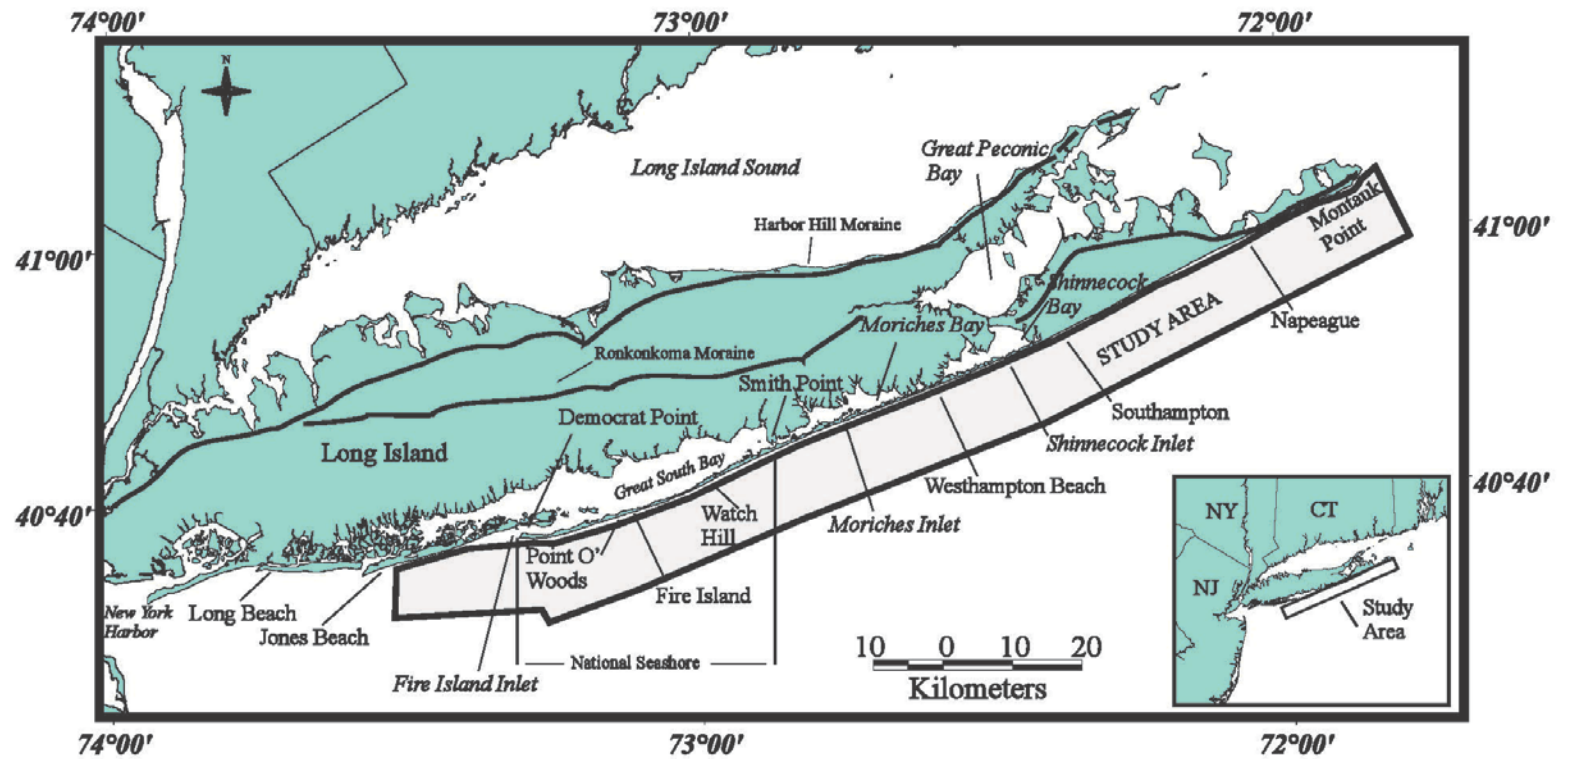 74°00'
73°00'
72°00'
N
Great Peconic
Bay
Long Island Sound
Montauk
Point
Harbor Hill Moraine
41°00'
41°00'
Shinnecock
Bay
Moriches Bay
STUDY AREA
Napeague
Ronkonkoma Moraine
Smith Point
Democrat Point
Southampton
Shinnecock Inlet
Long Island
Great South Bay
Westhampton Beach
40°40'
40°40'
Watch
Hill
Moriches Inlet
NY
CT
Point O'
Woods
NJ
Fire Island
New York
Harbor
Long Beach
Jones Beach
Study
Area
10 0 10 20
Kilometers
National Seashore
Fire Island Inlet
74°00'
73°00'
72°00'